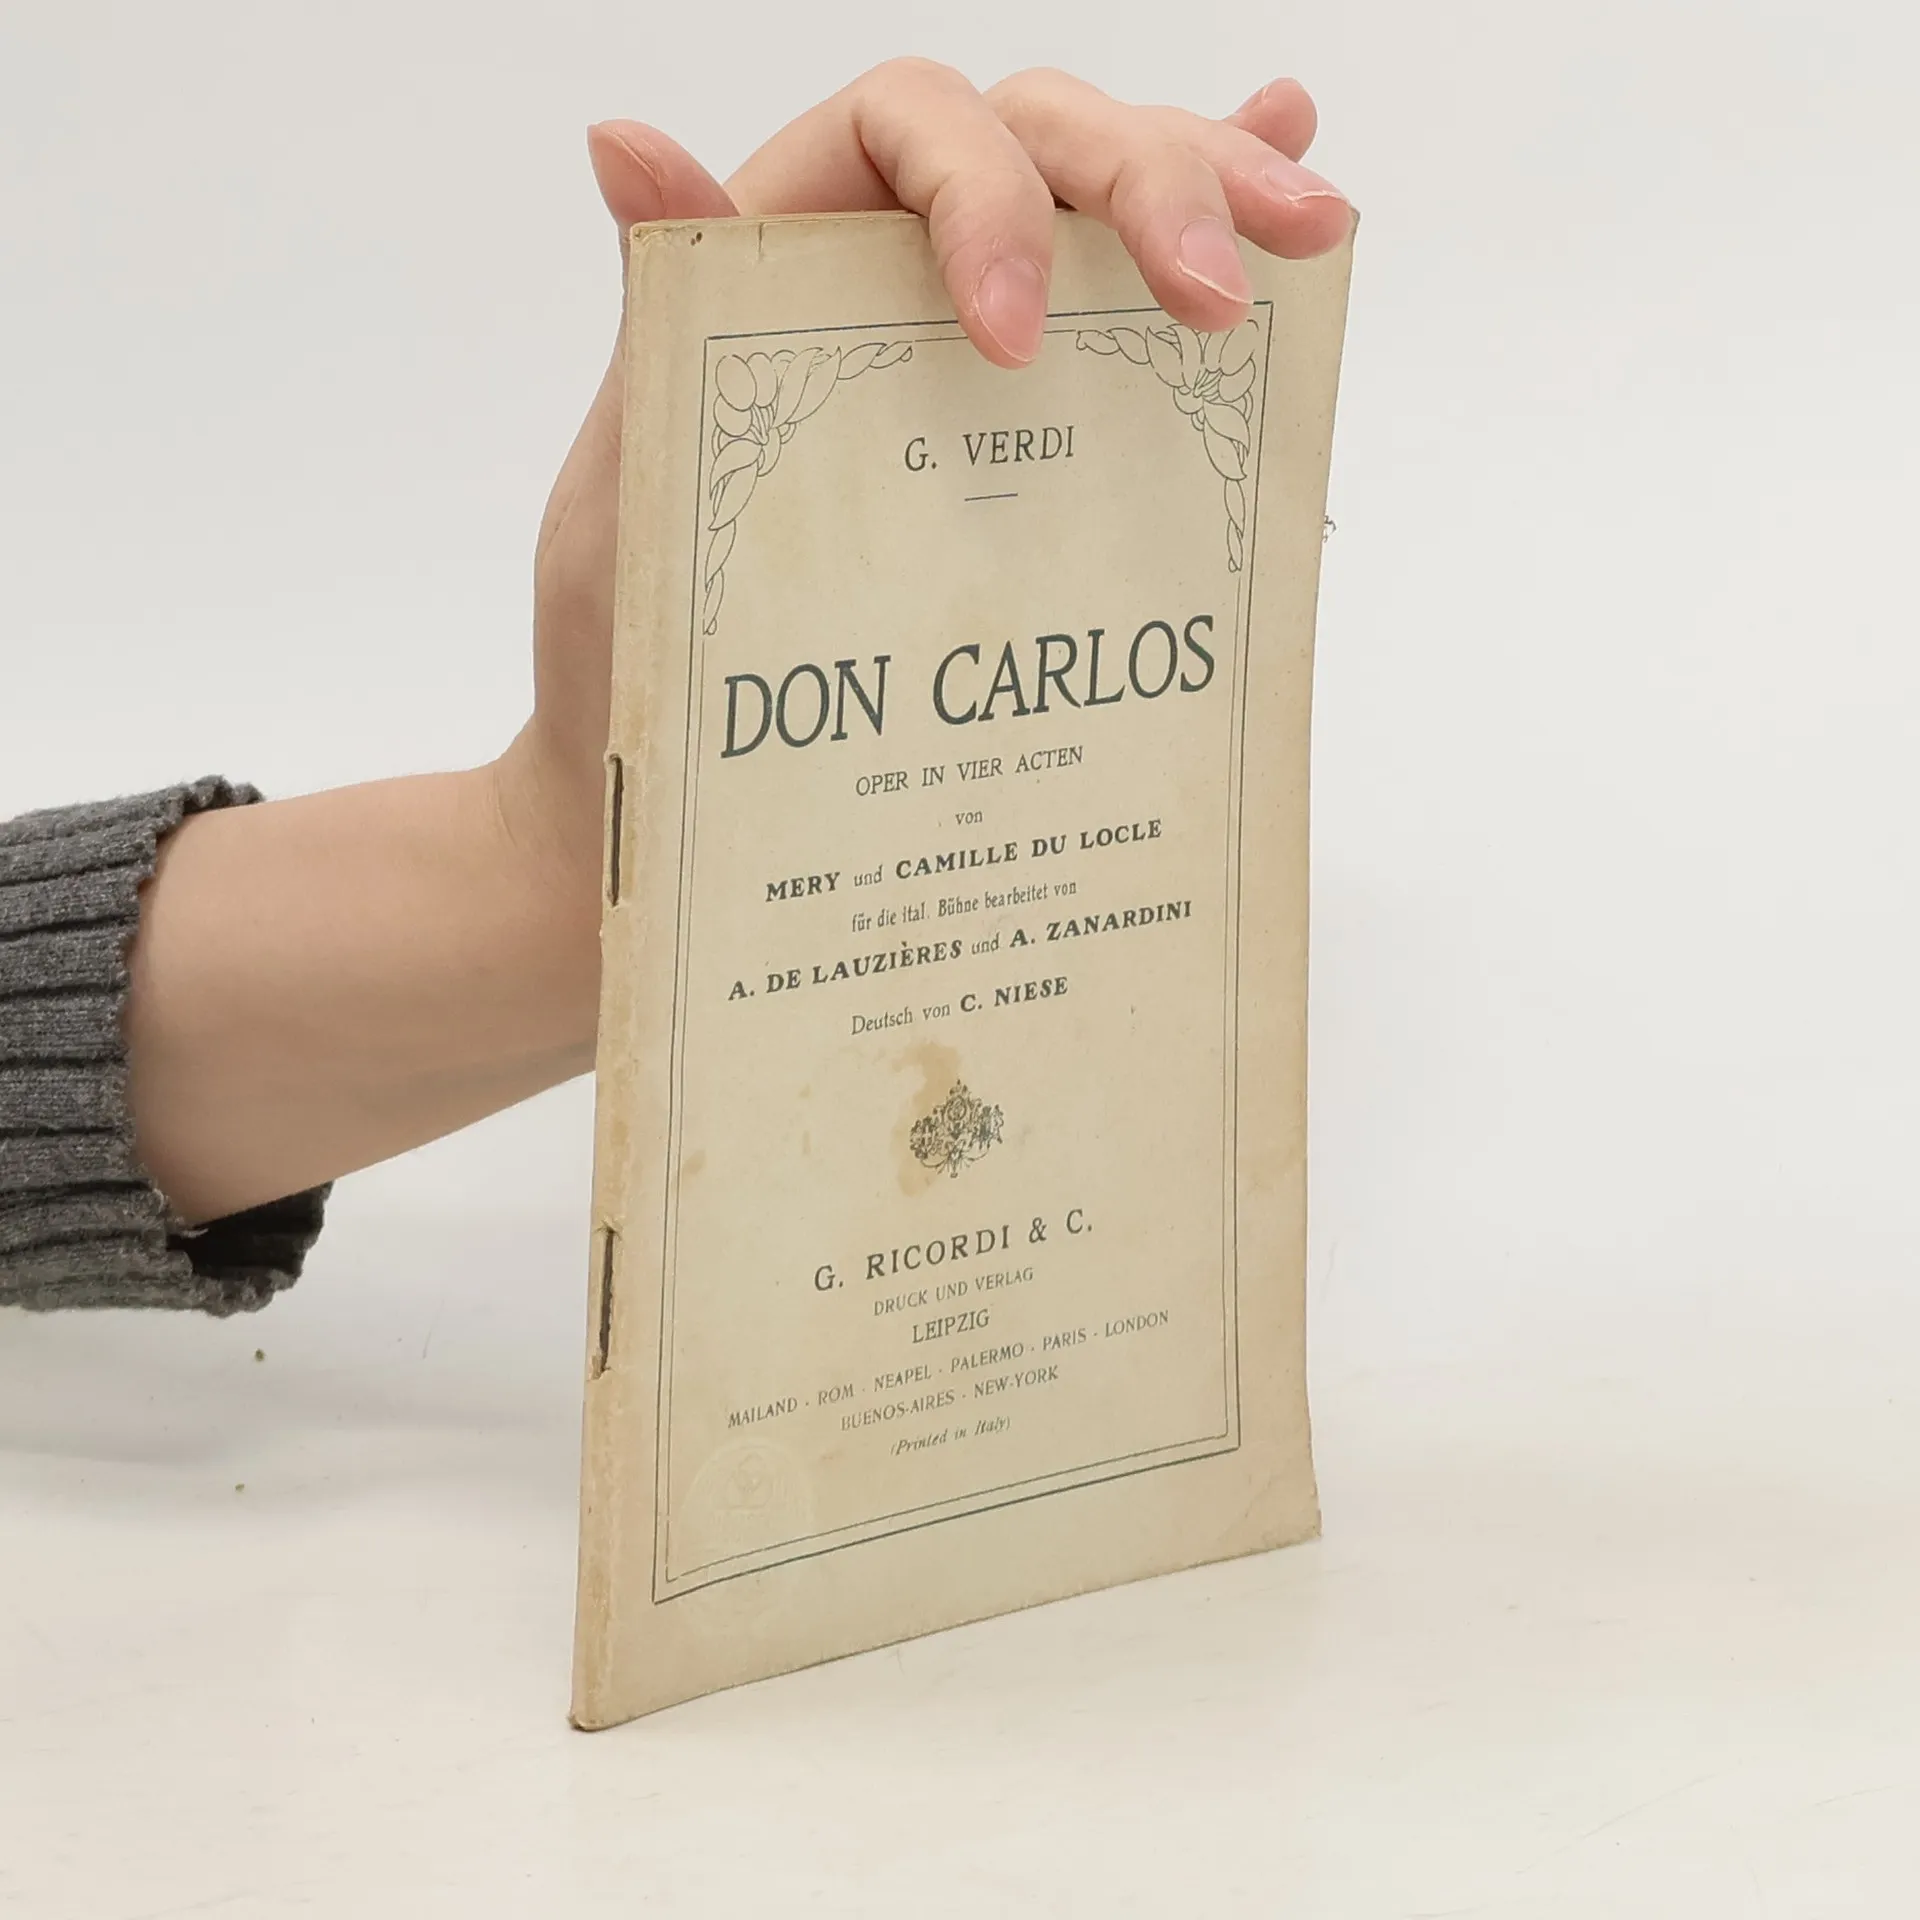 G. VERDI
DON CARLOS
OPER IN VIER ACTEN
von
MERY und CAMILLE DU LOCLE
für die ital. Bühne bearbeitet von
A. DE LAUZIÈRES und A. ZANARDINI
Deutsch von C. NIESE
G. RICORDI & C.
DRUCK UND VERLAG
LEIPZIG
MAILAND · ROM · NEAPEL · PALERMO · PARIS · LONDON
BUENOS-AIRES · NEW-YORK
(Printed in Italy)